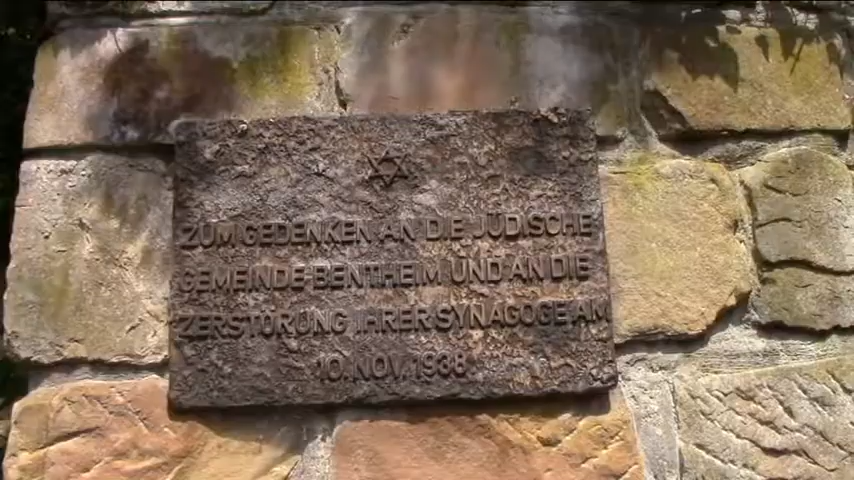 ZUM GEDENKEN AN DIE JÜDISCHE
GEMEINDE BENTHEIM UND AN DIE
ZERSTÖRUNG IHRER SYNAGOGE AM
10. NOV. 1938